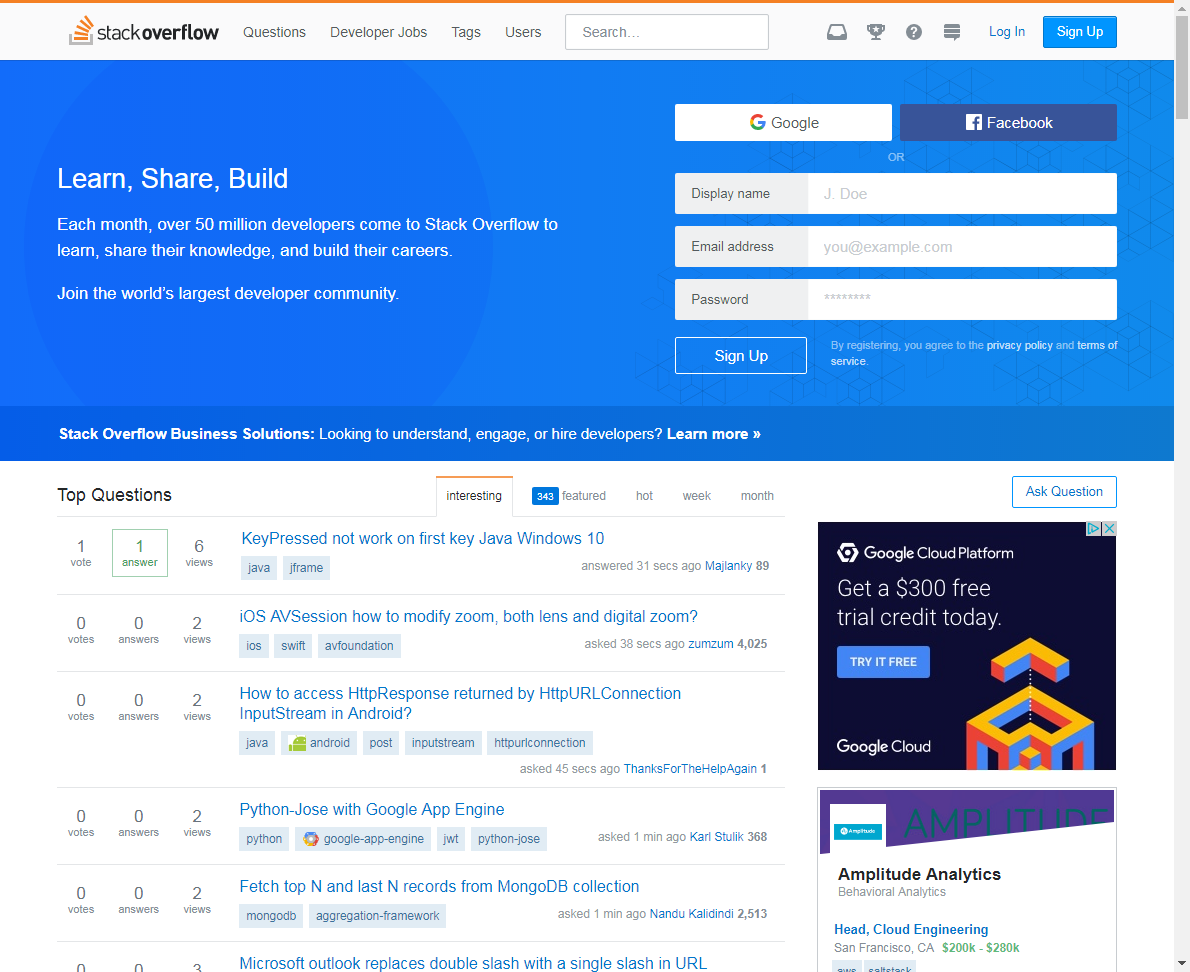 stackoverflow Questions Developer Jobs Tags Users Search... Log In Sign Up
Google Facebook
OR
Learn, Share, Build
Each month, over 50 million developers come to Stack Overflow to
learn, share their knowledge, and build their careers.
Join the world's largest developer community.
Display name J. Doe
Email address you@example.com
Password ********
Sign Up
By registering, you agree to the privacy policy and terms of
service.
Stack Overflow Business Solutions: Looking to understand, engage, or hire developers? Learn more »
Top Questions interesting 343 featured hot week month
1 vote 1 answer 6 views
KeyPressed not work on first key Java Windows 10
java jframe
answered 31 secs ago Majlanky 89
0 votes 0 answers 2 views
iOS AVSession how to modify zoom, both lens and digital zoom?
ios swift avfoundation
asked 38 secs ago zumzum 4,025
0 votes 0 answers 2 views
How to access HttpResponse returned by HttpURLConnection
InputStream in Android?
java android post inputstream httpurlconnection
asked 45 secs ago ThanksForTheHelpAgain 1
0 votes 0 answers 2 views
Python-Jose with Google App Engine
python google-app-engine jwt python-jose
asked 1 min ago Karl Stulik 368
0 votes 0 answers 2 views
Fetch top N and last N records from MongoDB collection
mongodb aggregation-framework
asked 1 min ago Nandu Kalidindi 2,513
0 0 3
Microsoft outlook replaces double slash with a single slash in URL
Ask Question
Google Cloud Platform
Get a $300 free
trial credit today.
TRY IT FREE
Google Cloud
Amplitude
AMPLITUDE
Amplitude Analytics
Behavioral Analytics
Head, Cloud Engineering
San Francisco, CA $200k - $280k
aws saltstack